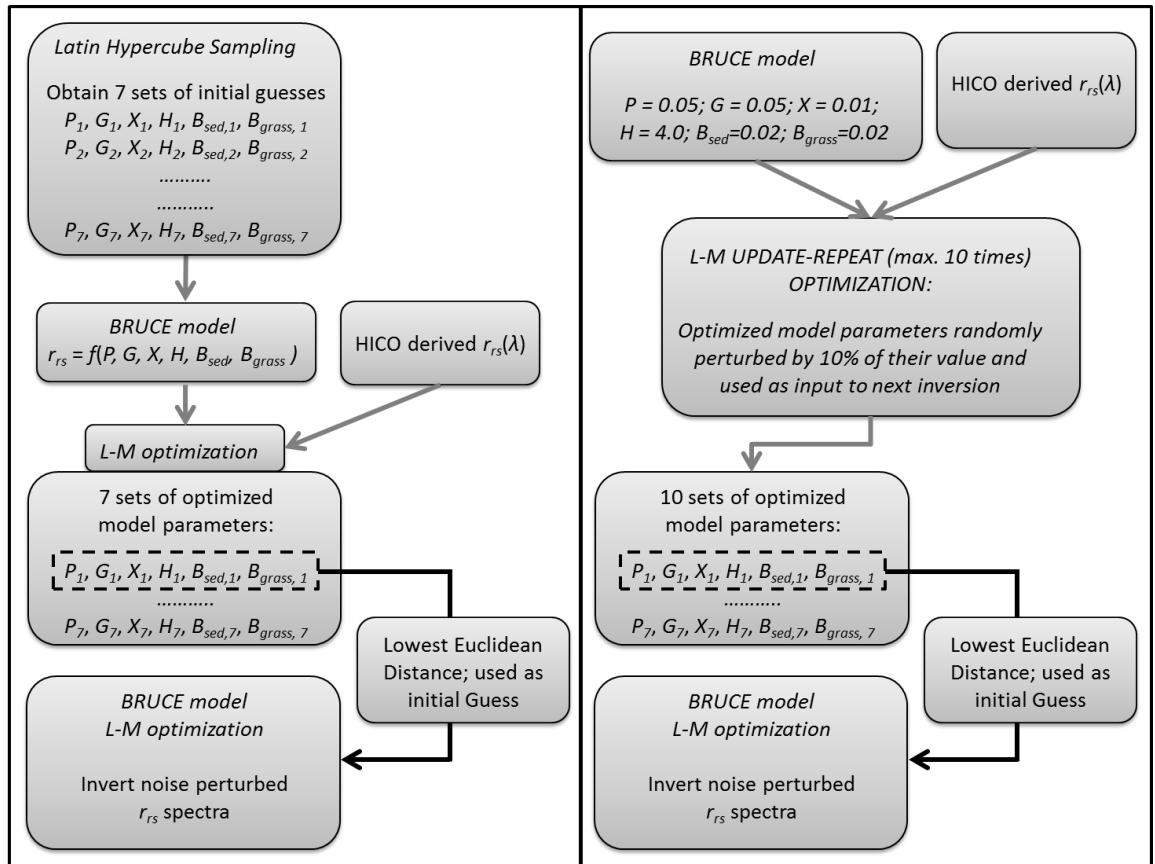 Latin Hypercube Sampling
Obtain 7 sets of initial guesses
P1, G1, X1, H1, Bsed,1, Bgrass, 1
P2, G2, X2, H2, Bsed,2, Bgrass, 2
..........
...........
P7, G7, X7, H7, Bsed,7, Bgrass, 7
BRUCE model
rrs = f(P, G, X, H, Bsed, Bgrass )
HICO derived rrs(λ)
L-M optimization
7 sets of optimized
model parameters:
P1, G1, X1, H1, Bsed,1, Bgrass, 1
...........
P7, G7, X7, H7, Bsed,7, Bgrass, 7
Lowest Euclidean
Distance; used as
initial Guess
BRUCE model
L-M optimization
Invert noise perturbed
rrs spectra
BRUCE model
P = 0.05; G = 0.05; X = 0.01;
H = 4.0; Bsed=0.02; Bgrass=0.02
HICO derived rrs(λ)
L-M UPDATE-REPEAT (max. 10 times)
OPTIMIZATION:
Optimized model parameters randomly
perturbed by 10% of their value and
used as input to next inversion
10 sets of optimized
model parameters:
P1, G1, X1, H1, Bsed,1, Bgrass, 1
...........
P7, G7, X7, H7, Bsed,7, Bgrass, 7
Lowest Euclidean
Distance; used as
initial Guess
BRUCE model
L-M optimization
Invert noise perturbed
rrs spectra